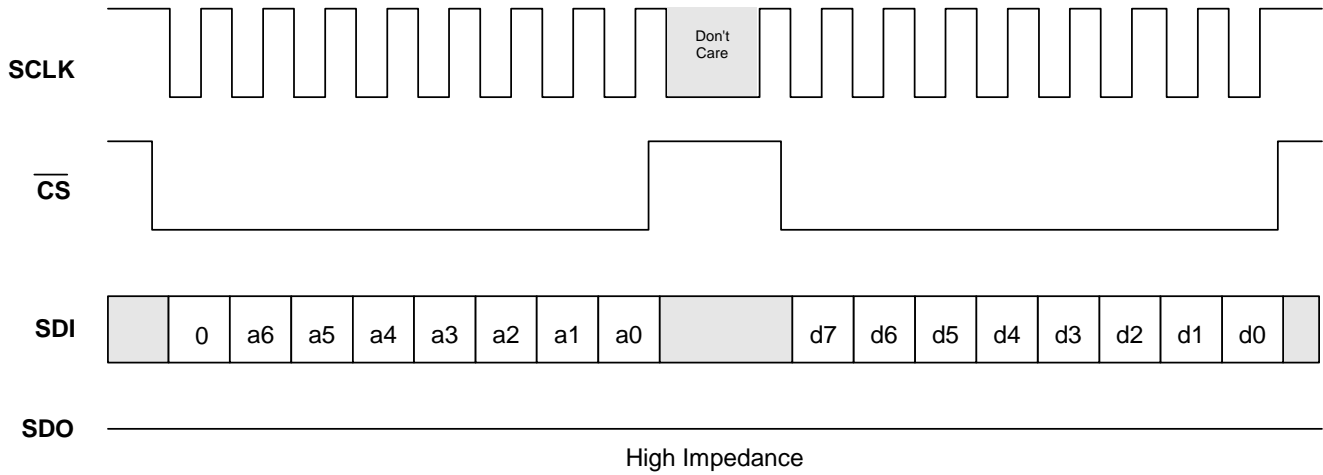 Don't
Care
SCLK
CS
SDI 0 a6 a5 a4 a3 a2 a1 a0 d7 d6 d5 d4 d3 d2 d1 d0
SDO
High Impedance